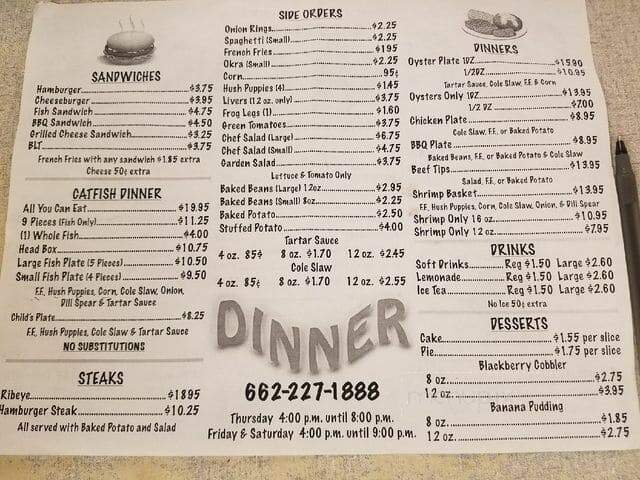 SANDWICHES
Hamburger $3.75
Cheeseburger $3.95
Fish Sandwich $4.75
BBQ Sandwich $4.50
Grilled Cheese Sandwich $3.25
BLT $3.75
French Fries with any sandwich $1.85 extra
Cheese 50¢ extra
CATFISH DINNER
All You Can Eat $19.95
9 Pieces (Fish Only) $11.25
(1) Whole Fish $4.00
Head Box $10.75
Large Fish Plate (5 Pieces) $10.50
Small Fish Plate (4 Pieces) $9.50
F.F., Hush Puppies, Corn, Cole Slaw, Onion,
Dill Spear & Tartar Sauce
Child's Plate $8.25
F.F., Hush Puppies, Cole Slaw & Tartar Sauce
NO SUBSTITUTIONS
STEAKS
Ribeye $18.95
Hamburger Steak $10.25
All served with Baked Potato and Salad
SIDE ORDERS
Onion Rings $2.25
Spaghetti (Small) $2.25
French Fries $1.95
Okra (Small) $2.25
Corn 95¢
Hush Puppies (4) $1.45
Livers (12 oz. only) $3.75
Frog Legs (1) $1.60
Green Tomatoes $3.75
Chef Salad (Large) $6.75
Chef Salad (Small) $4.75
Garden Salad $3.75
Lettuce & Tomato Only
Baked Beans (Large) 12oz $2.95
Baked Beans (Small) 8oz $2.25
Baked Potato $2.50
Stuffed Potato $4.00
Tartar Sauce
4 oz. 85¢ 8 oz. $1.70 12 oz. $2.45
Cole Slaw
4 oz. 85¢ 8 oz. $1.70 12 oz. $2.55
DINNER
662-227-1888
Thursday 4:00 p.m. until 8:00 p.m.
Friday & Saturday 4:00 p.m. until 9:00 p.m.
DINNERS
Oyster Plate 1DZ $15.90
1/2DZ $10.95
Tartar Sauce, Cole Slaw, F.F. & Corn
Oysters Only 1DZ $13.95
1/2 DZ $7.00
Chicken Plate $8.95
Cole Slaw, F.F. or Baked Potato
BBQ Plate $8.95
Baked Beans, F.F., or Baked Potato & Cole Slaw
Beef Tips $13.95
Salad, F.F. or Baked Potato
Shrimp Basket $13.95
F.F., Hush Puppies, Corn, Cole Slaw, Onion, & Dill Spear
Shrimp Only 16 oz. $10.95
Shrimp Only 12 oz. $7.95
DRINKS
Soft Drinks Reg $1.50 Large $2.60
Lemonade Reg $1.50 Large $2.60
Ice Tea Reg $1.50 Large $2.60
No Ice 50¢ extra
DESSERTS
Cake $1.55 per slice
Pie $1.75 per slice
Blackberry Cobbler
8 oz. $2.75
12 oz. $3.95
Banana Pudding
8 oz. $1.85
12 oz. $2.75